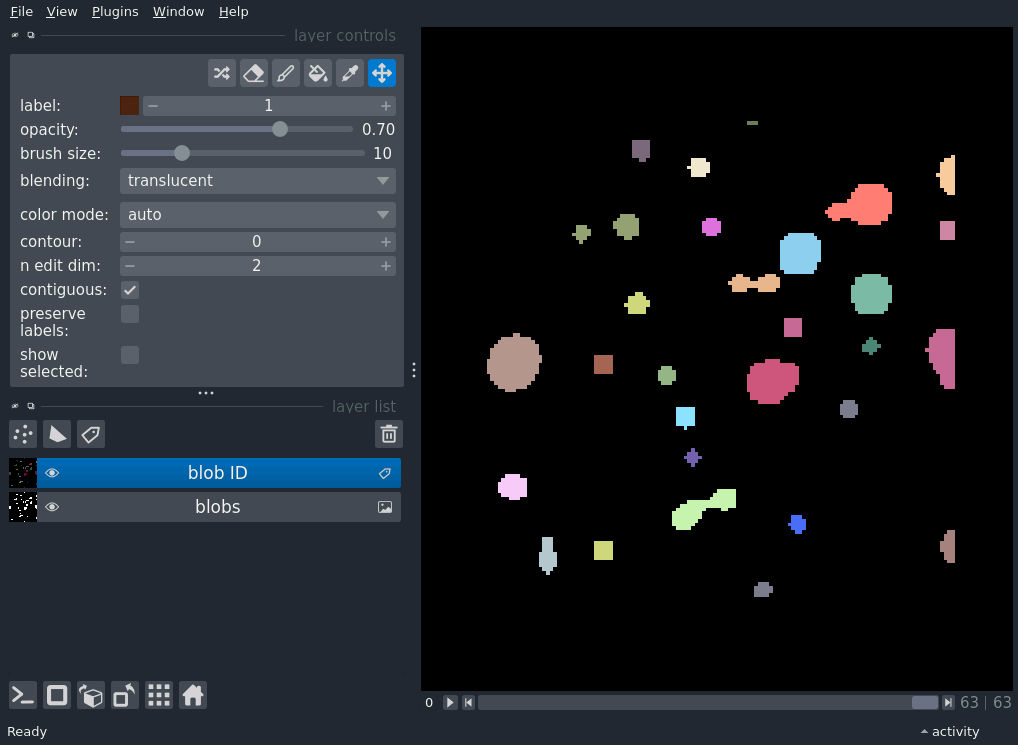 File View Plugins Window Help
layer controls
label: 1
opacity: 0.70
brush size: 10
blending: translucent
color mode: auto
contour: 0
n edit dim: 2
contiguous:
preserve
labels:
show
selected:
layer list
blob ID
blobs
0 63 | 63
Ready activity